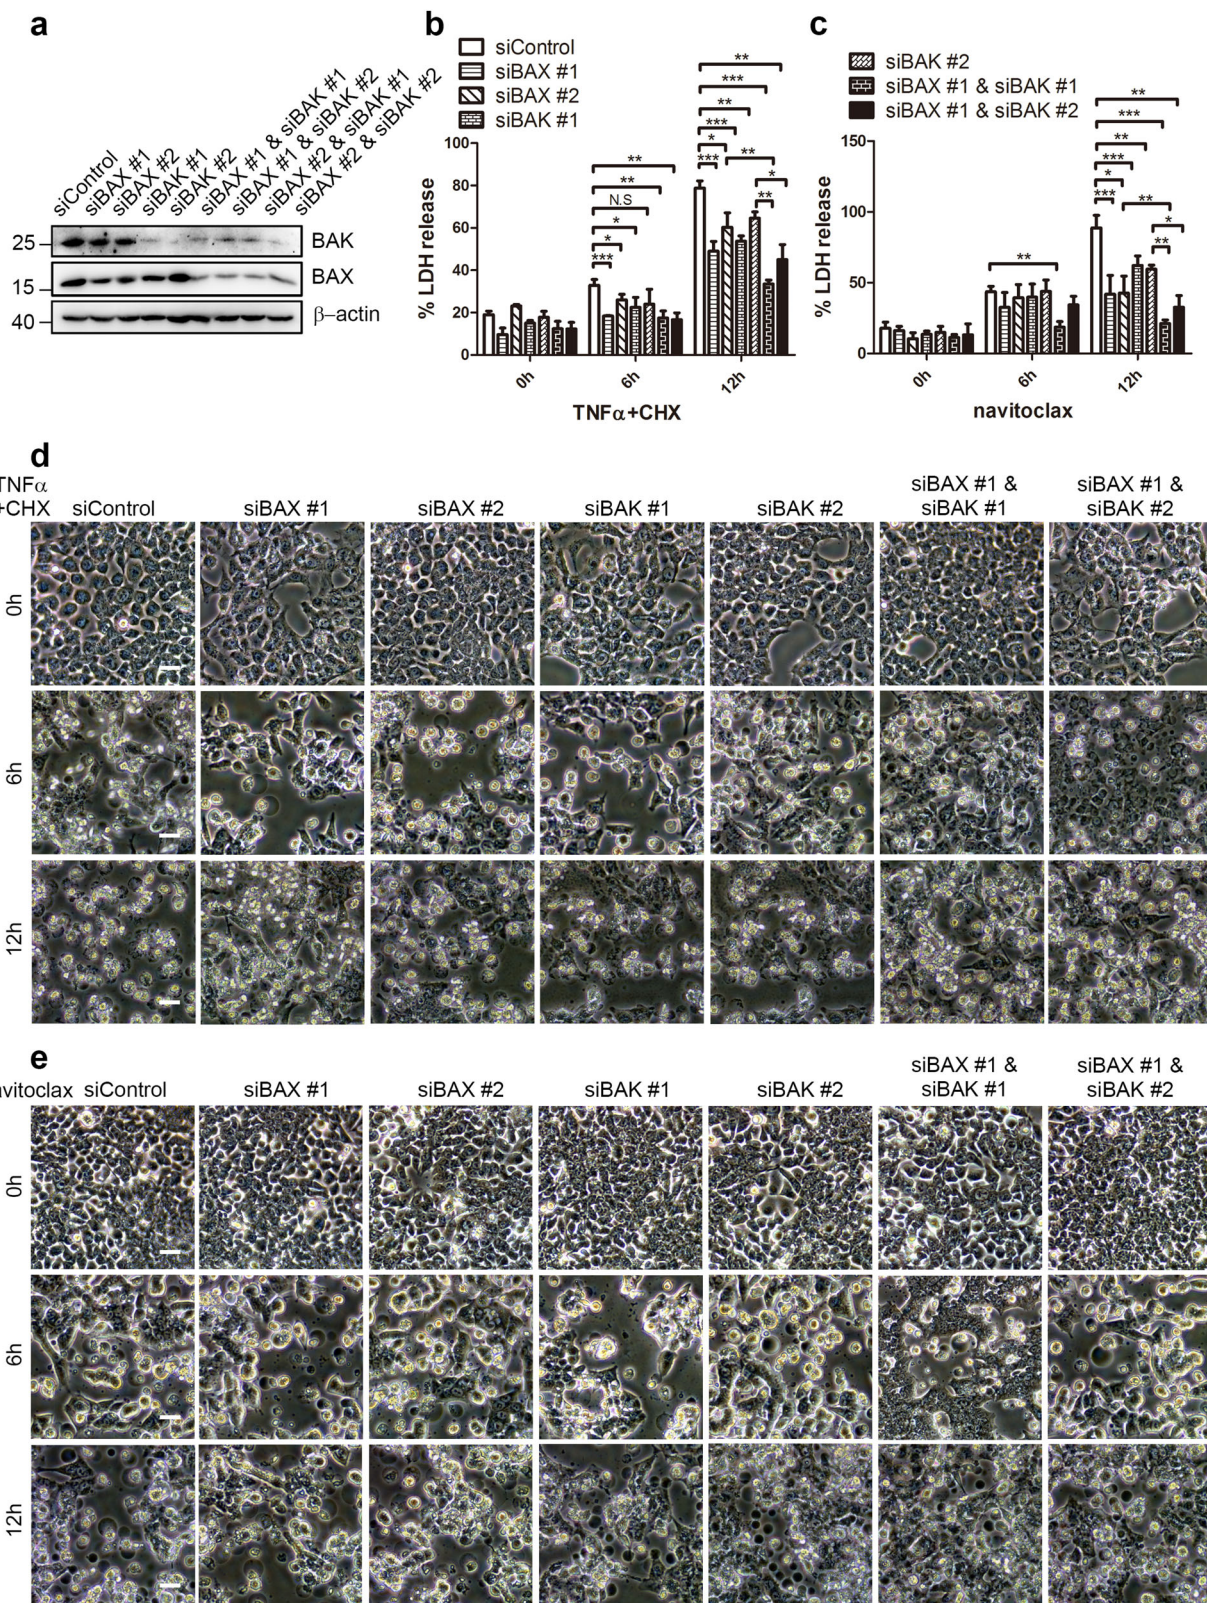 a
siControl
siBAX #1
siBAX #2
siBAK #1
siBAK #2
siBAX #1 & siBAK #1
siBAX #1 & siBAK #2
siBAX #2 & siBAK #1
siBAX #2 & siBAK #2
25
BAK
15
BAX
40
β–actin
b
siControl
siBAX #1
siBAX #2
siBAK #1
100
80
60
40
20
0
% LDH release
***
*
*
N.S
**
**
***
*
***
**
***
**
**
**
*
0h
6h
12h
TNFα+CHX
c
siBAK #2
siBAX #1 & siBAK #1
siBAX #1 & siBAK #2
150
100
50
0
% LDH release
**
***
*
***
**
***
**
**
**
*
0h
6h
12h
navitoclax
d
TNFα
+CHX
siControl
siBAX #1
siBAX #2
siBAK #1
siBAK #2
siBAX #1 &
siBAK #1
siBAX #1 &
siBAK #2
0h
6h
12h
e
avitoclax
siControl
siBAX #1
siBAX #2
siBAK #1
siBAK #2
siBAX #1 &
siBAK #1
siBAX #1 &
siBAK #2
0h
6h
12h